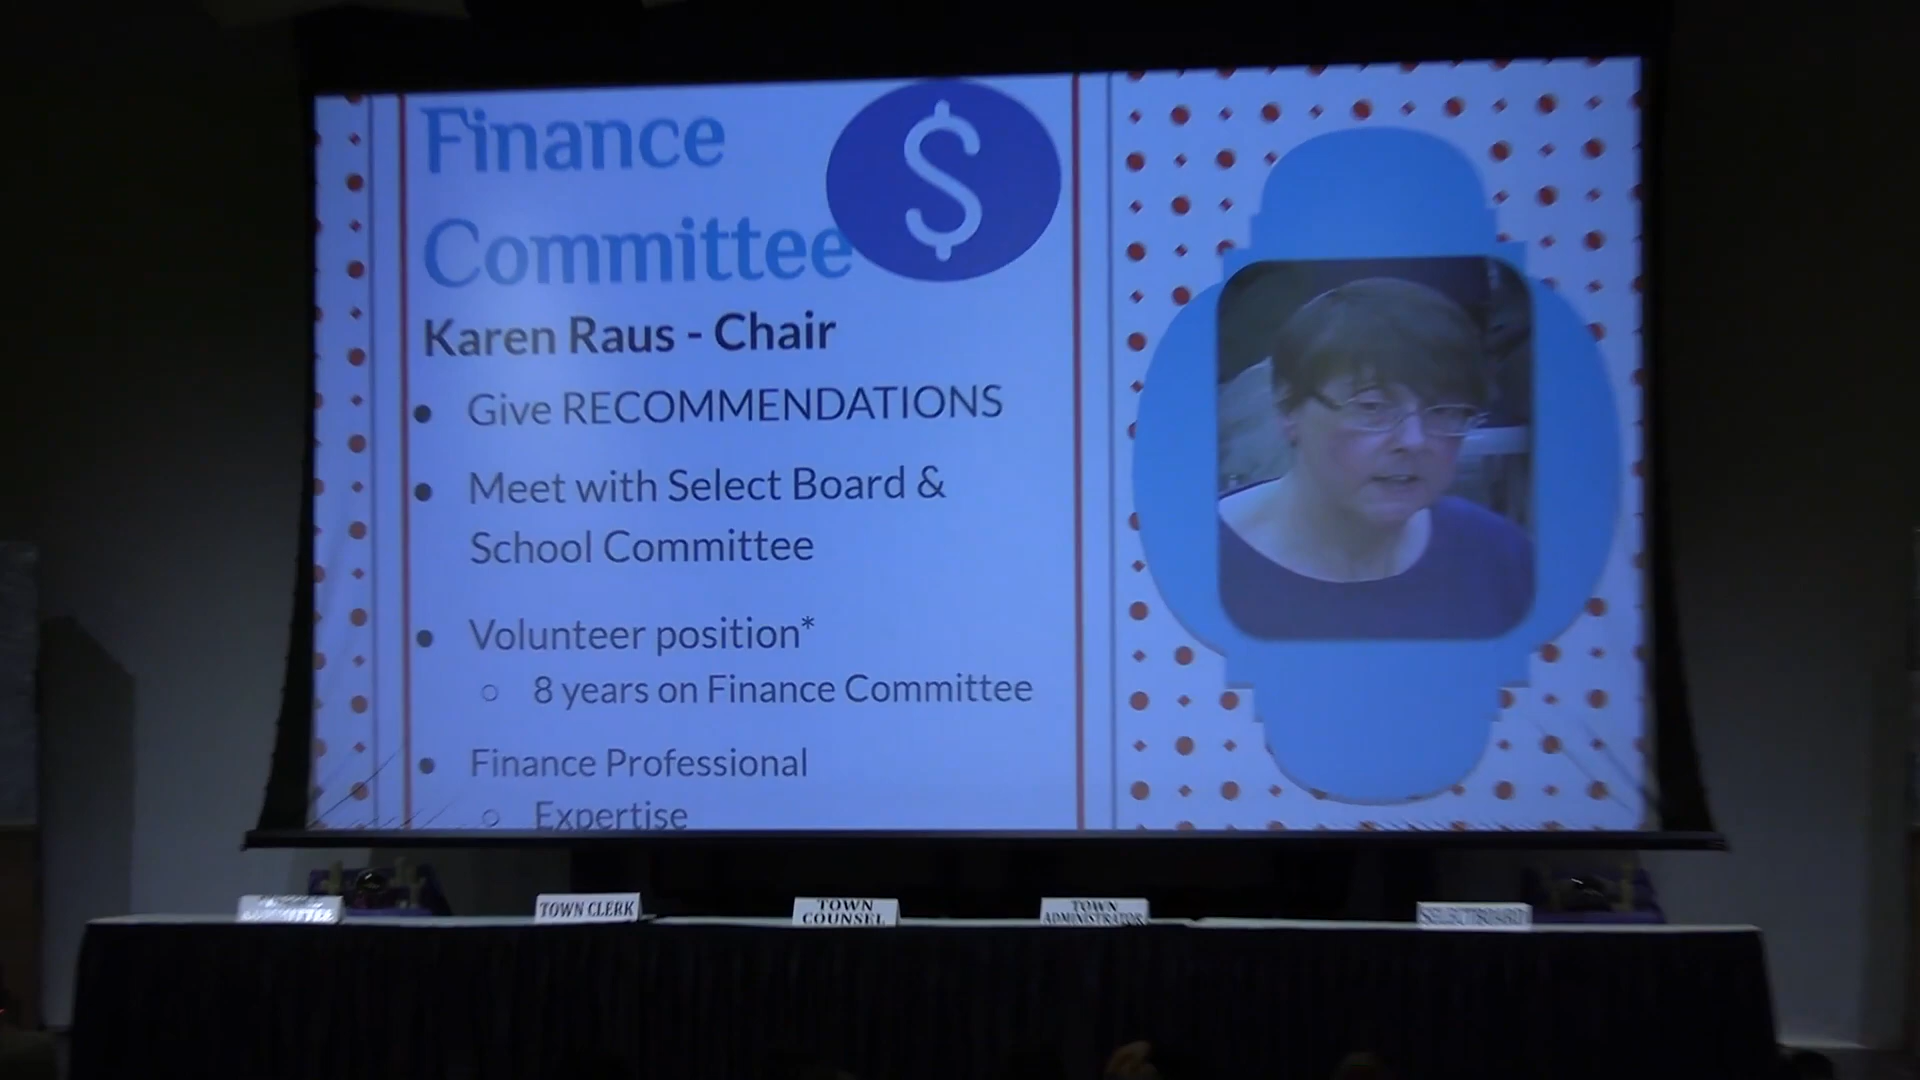 Finance
Committee
$
Karen Raus - Chair
● Give RECOMMENDATIONS
● Meet with Select Board &
School Committee
● Volunteer position*
○ 8 years on Finance Committee
● Finance Professional
○ Expertise
COMMITTEE
TOWN CLERK
TOWN
COUNSEL
TOWN
ADMINISTRATOR
SELECTBOARD